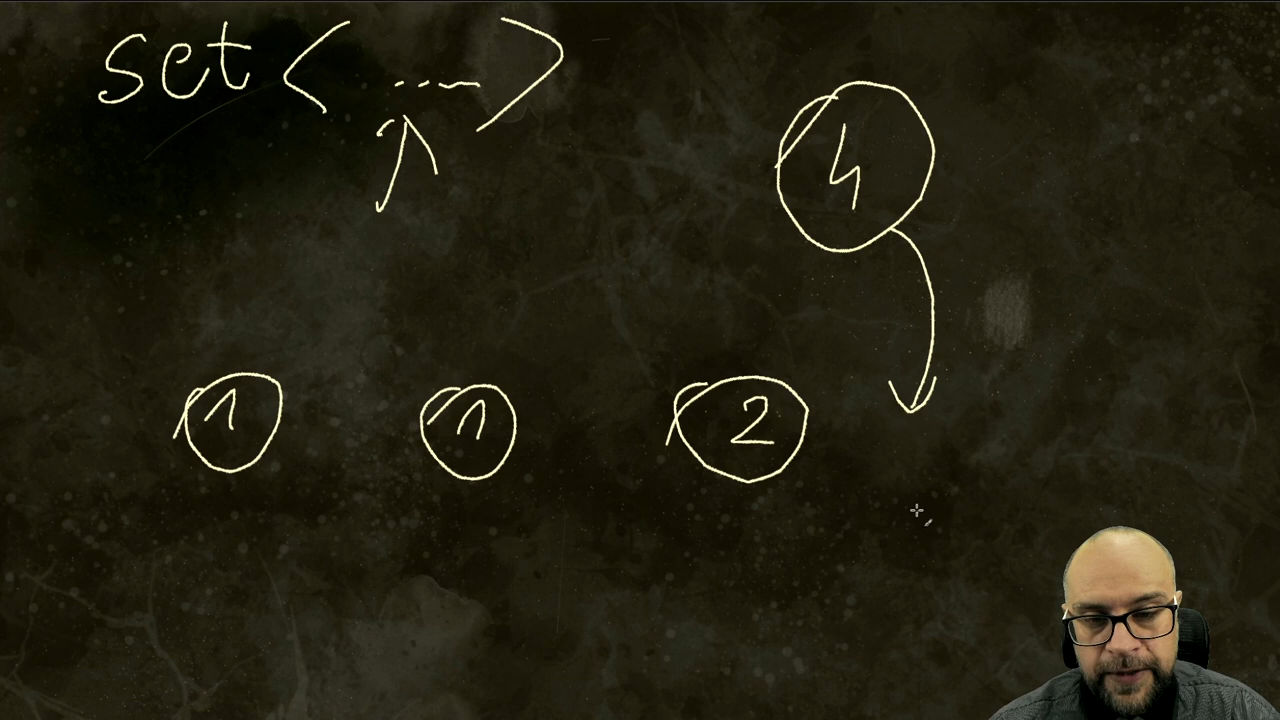 set < ...._ >
4
1 1 2